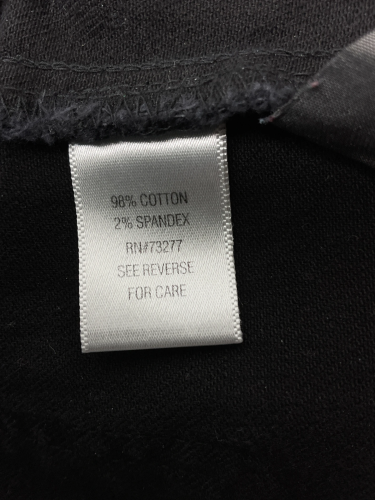 98% COTTON
2% SPANDEX
RN#73277
SEE REVERSE
FOR CARE